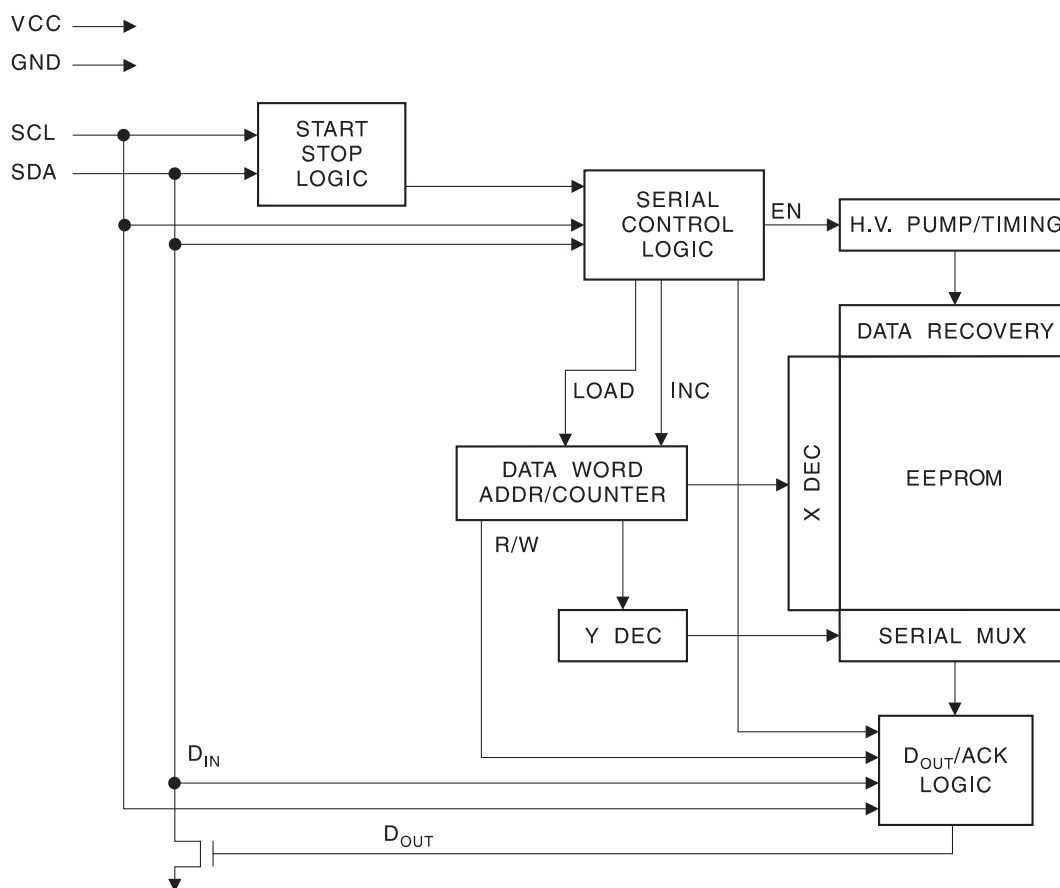 VCC
GND
SCL
SDA
START
STOP
LOGIC
SERIAL
CONTROL
LOGIC
EN
H.V. PUMP/TIMING
DATA RECOVERY
LOAD
INC
DATA WORD
ADDR/COUNTER
X DEC
EEPROM
R/W
Y DEC
SERIAL MUX
DIN
DOUT/ACK
LOGIC
DOUT